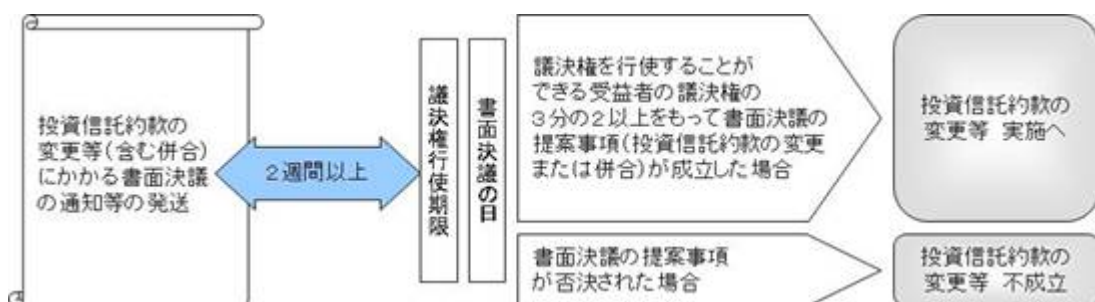 投資信託約款の
変更等(含む併合)
にかかる書面決議
の通知等の発送
2週間以上
議決権行使期限
書面決議の日
議決権を行使することが
できる受益者の議決権の
3分の2以上をもって書面決議の
提案事項(投資信託約款の変更
または併合)が成立した場合
投資信託約款の
変更等 実施へ
書面決議の提案事項
が否決された場合
投資信託約款の
変更等 不成立